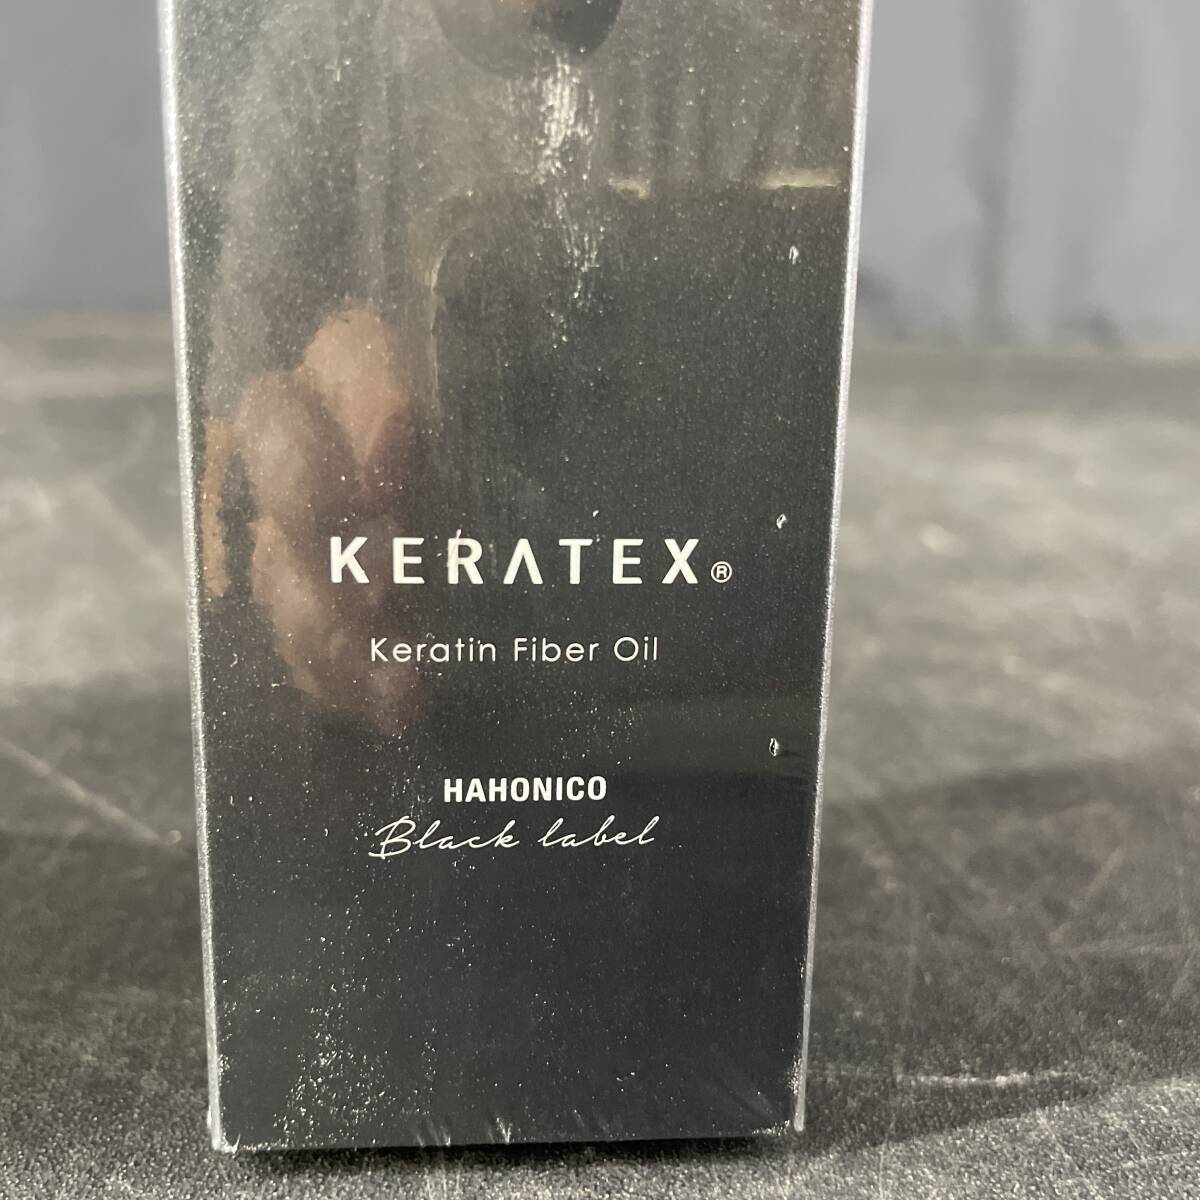 KERATEX®
Keratin Fiber Oil
HAHONICO
Black label